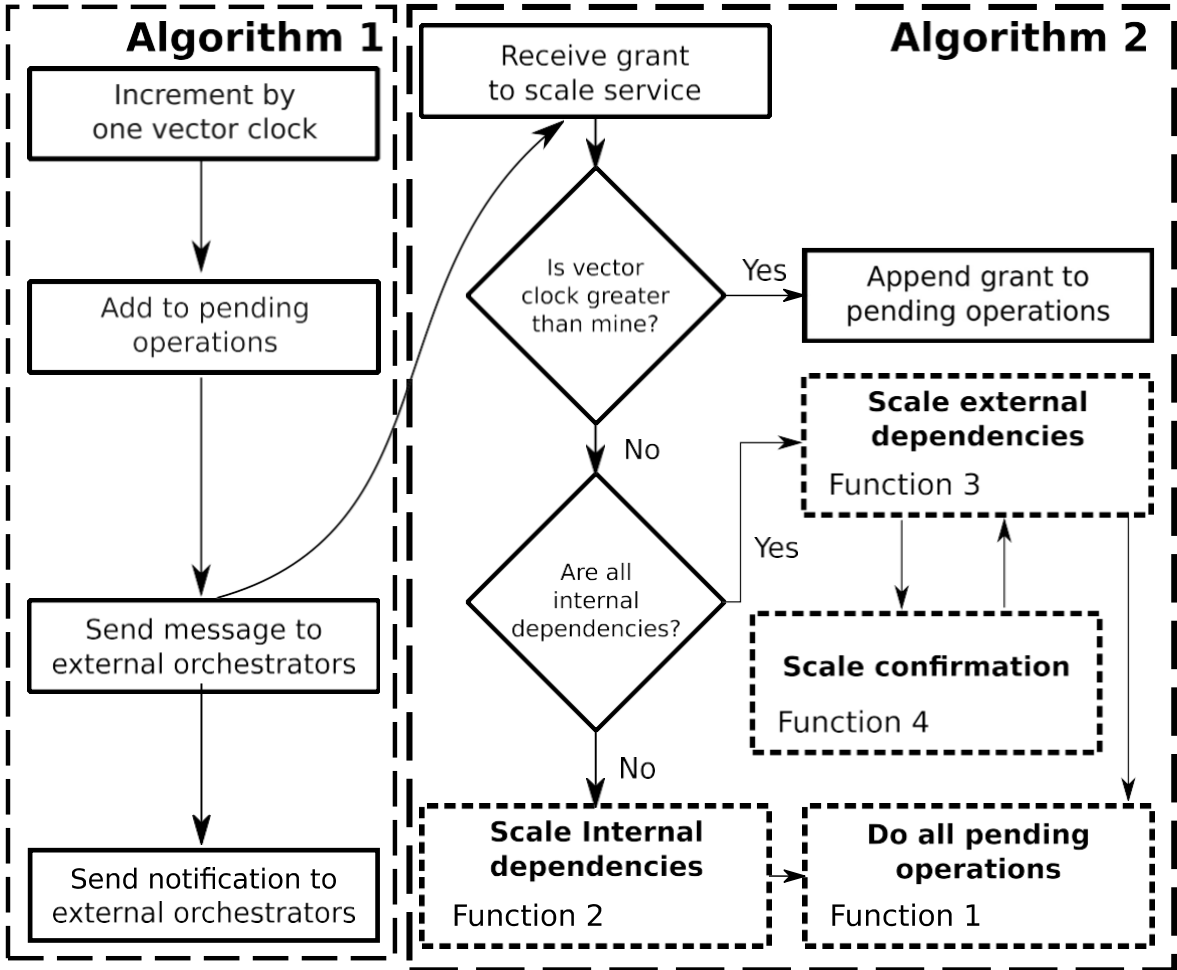 Algorithm 1
Increment by
one vector clock
Add to pending
operations
Send message to
external orchestrators
Send notification to
external orchestrators
Algorithm 2
Receive grant
to scale service
Is vector
clock greater
than mine?
Yes
Append grant to
pending operations
No
Are all
internal
dependencies?
Yes
Scale external
dependencies
Function 3
Scale confirmation
Function 4
No
Scale Internal
dependencies
Function 2
Do all pending
operations
Function 1